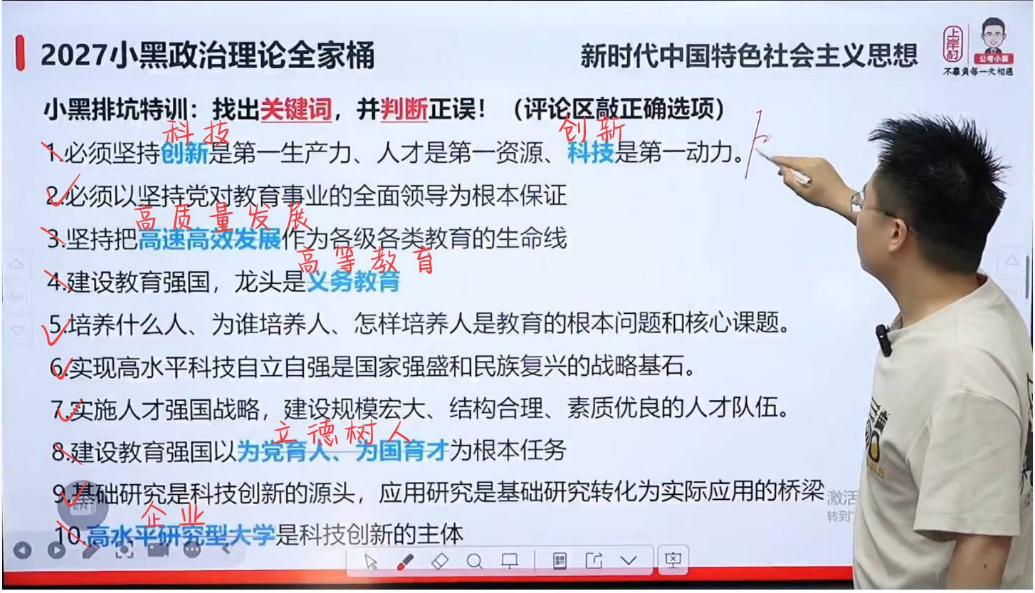 2027小黑政治理论全家桶
新时代中国特色社会主义思想
上岸村
公考小黑
不辜负每一天相遇
小黑排坑特训：找出关键词，并判断正误！（评论区敲正确选项）
科技
创新
1.必须坚持创新是第一生产力、人才是第一资源、科技是第一动力。
2.必须以坚持党对教育事业的全面领导为根本保证
高质量发展
3.坚持把高速高效发展作为各级各类教育的生命线
高等教育
4.建设教育强国，龙头是义务教育
5.培养什么人、为谁培养人、怎样培养人是教育的根本问题和核心课题。
6.实现高水平科技自立自强是国家强盛和民族复兴的战略基石。
7.实施人才强国战略，建设规模宏大、结构合理、素质优良的人才队伍。
立德树人
8.建设教育强国以为党育人、为国育才为根本任务
9.基础研究是科技创新的源头，应用研究是基础研究转化为实际应用的桥梁
激活
转到"
EN
企业
10.高水平研究型大学是科技创新的主体